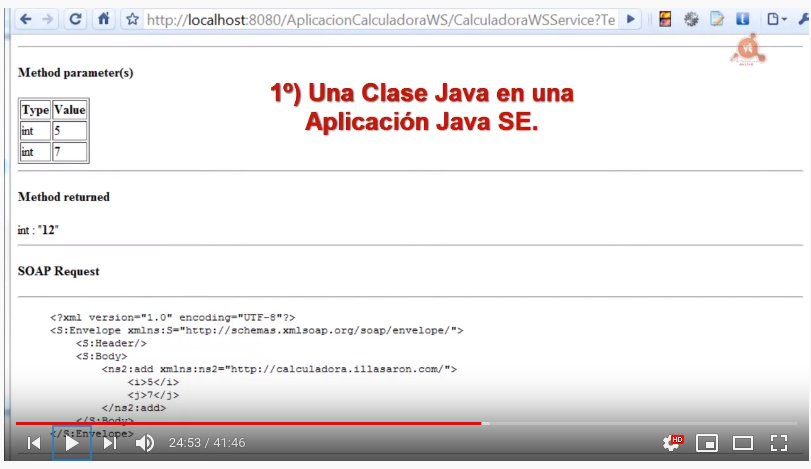 http://localhost:8080/AplicacionCalculadoraWS/CalculadoraWSService?Te
Method parameter(s)
1º) Una Clase Java en una
Aplicación Java SE.
Type Value
int 5
int 7
Method returned
int : "12"
SOAP Request
<?xml version="1.0" encoding="UTF-8"?>
<S:Envelope xmlns:S="http://schemas.xmlsoap.org/soap/envelope/">
<S:Header/>
<S:Body>
<ns2:add xmlns:ns2="http://calculadora.illasaron.com/">
<i>5</i>
<j>7</j>
</ns2:add>
</S:Body>
</S:Envelope>
24:53 / 41:46
HD